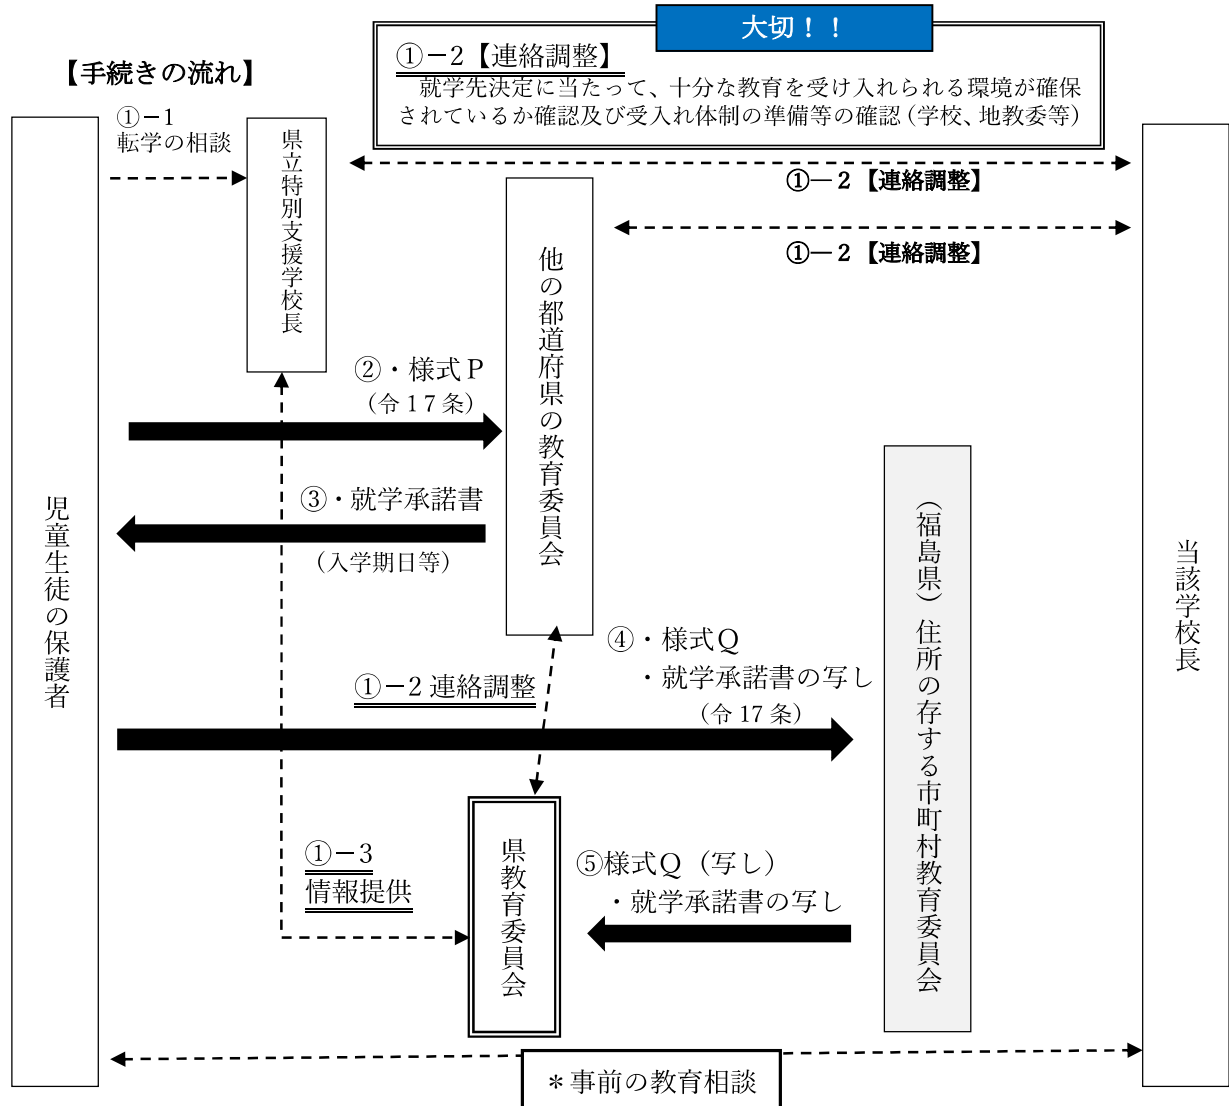 大切！！
①－2【連絡調整】
就学先決定に当たって、十分な教育を受け入れられる環境が確保
されているか確認及び受入れ体制の準備等の確認（学校、地教委等）
【手続きの流れ】
①－1
転学の相談
県立特別支援学校長
①－２【連絡調整】
①－２【連絡調整】
他の都道府県の教育委員会
②・様式Ｐ
（令１７条）
③・就学承諾書
（入学期日等）
児童生徒の保護者
（福島県）住所の存する市町村教育委員会
当該学校長
④・様式Ｑ
・就学承諾書の写し
（令 17 条）
①－2 連絡調整
①－3
情報提供
県教育委員会
⑤様式Ｑ（写し）
・就学承諾書の写し
＊事前の教育相談